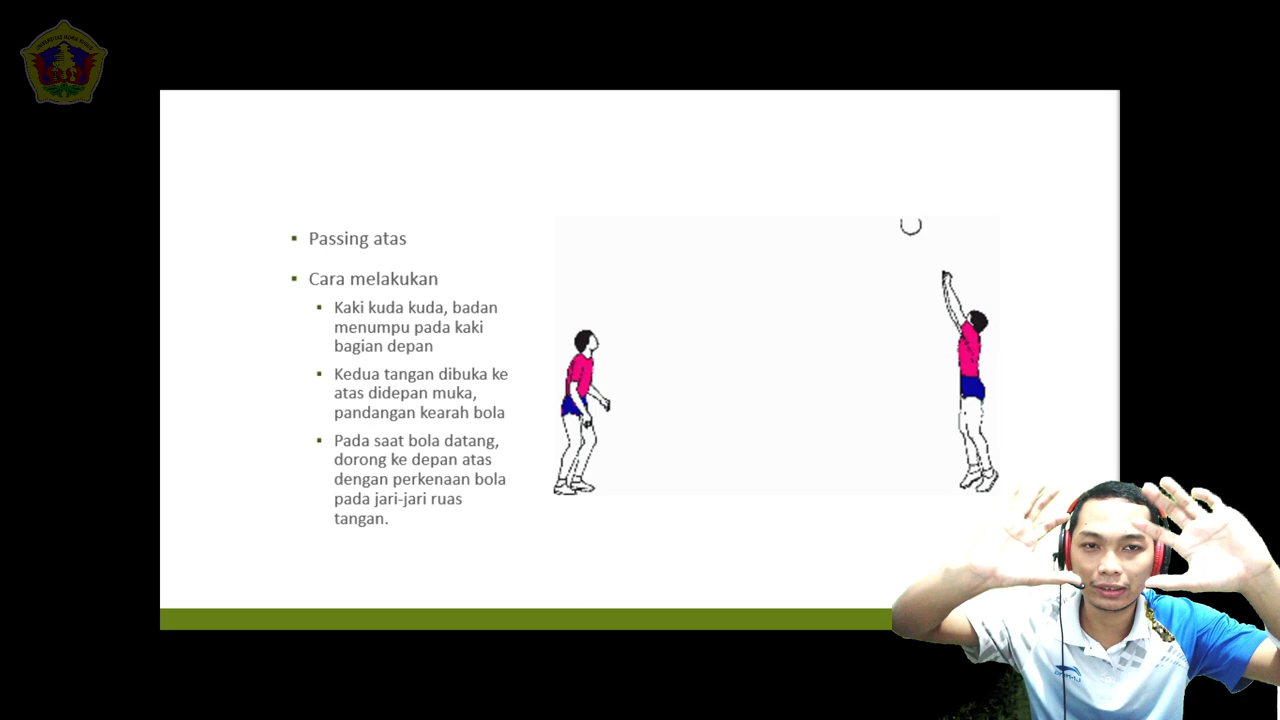 Passing atas
Cara melakukan
Kaki kuda kuda, badan
menumpu pada kaki
bagian depan
Kedua tangan dibuka ke
atas didepan muka,
pandangan kearah bola
Pada saat bola datang,
dorong ke depan atas
dengan perkenaan bola
pada jari-jari ruas
tangan.